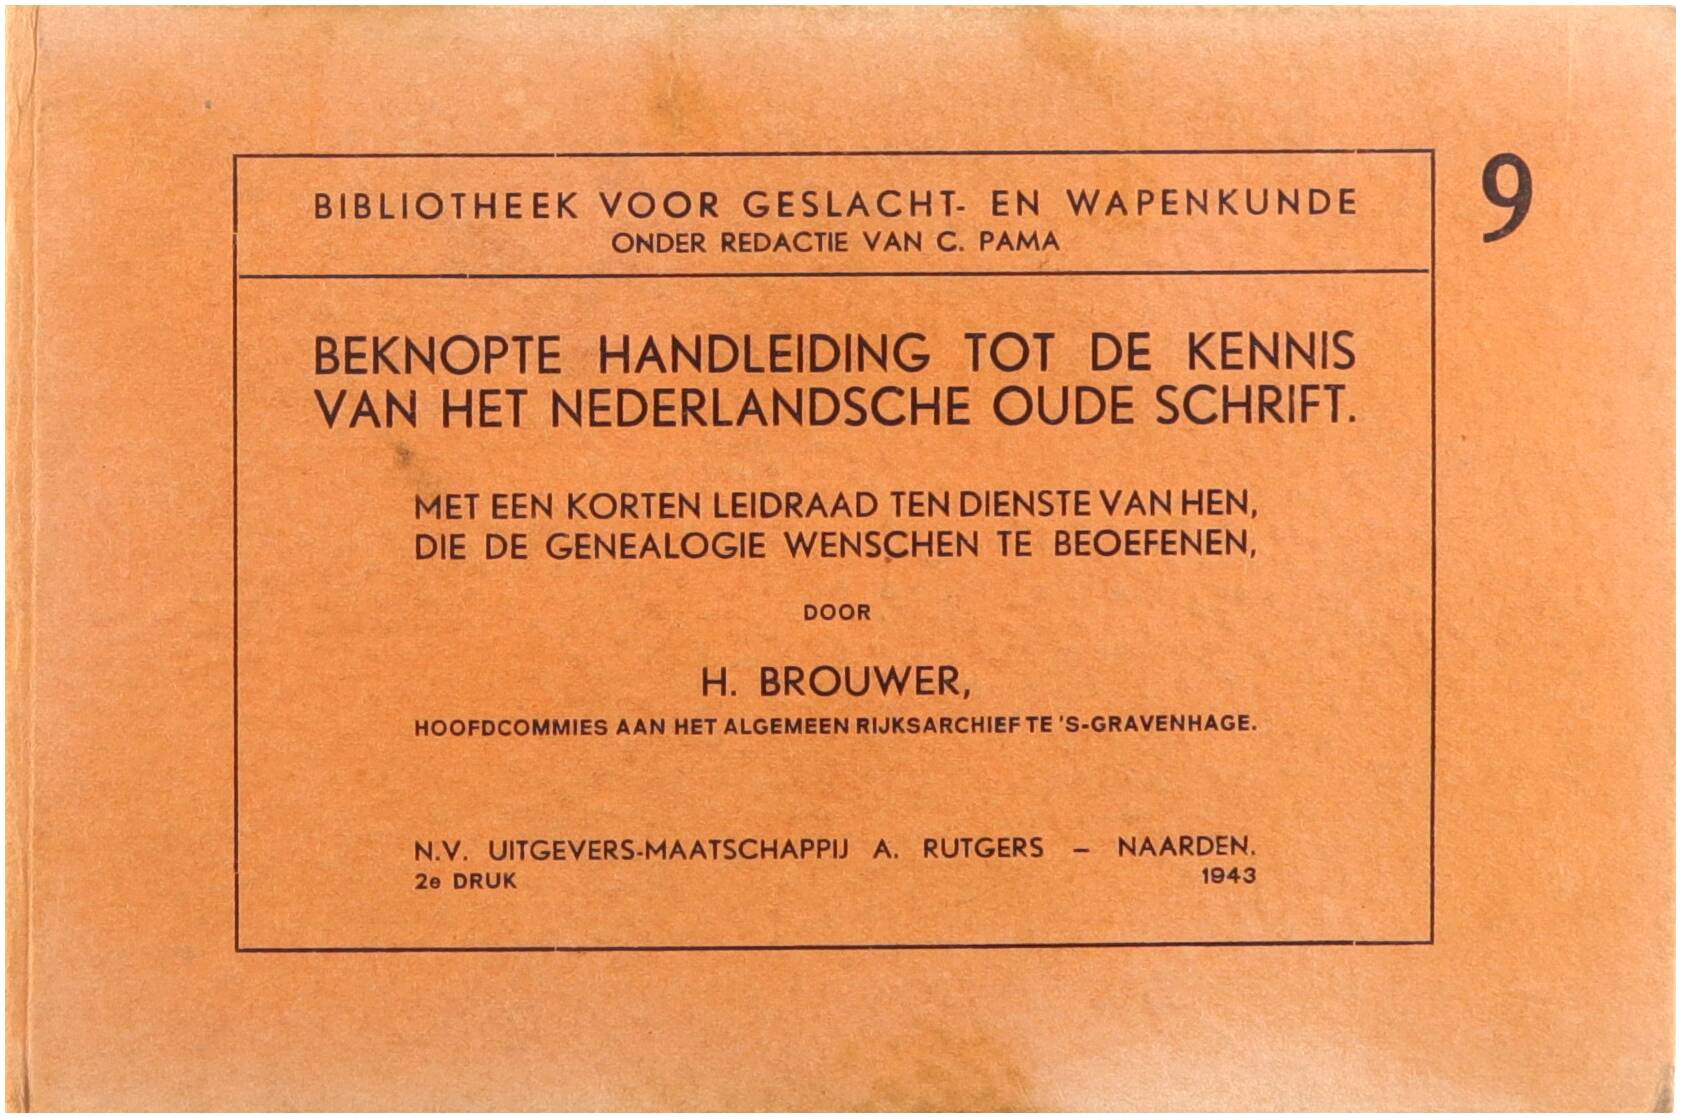 BIBLIOTHEEK VOOR GESLACHT- EN WAPENKUNDE
ONDER REDACTIE VAN C. PAMA
9
BEKNOPTE HANDLEIDING TOT DE KENNIS
VAN HET NEDERLANDSCHE OUDE SCHRIFT.
MET EEN KORTEN LEIDRAAD TEN DIENSTE VAN HEN,
DIE DE GENEALOGIE WENSCHEN TE BEOEFENEN,
DOOR
H. BROUWER,
HOOFDCOMMIES AAN HET ALGEMEEN RIJKSARCHIEF TE 'S-GRAVENHAGE.
N.V. UITGEVERS-MAATSCHAPPIJ A. RUTGERS – NAARDEN.
2e DRUK 1943